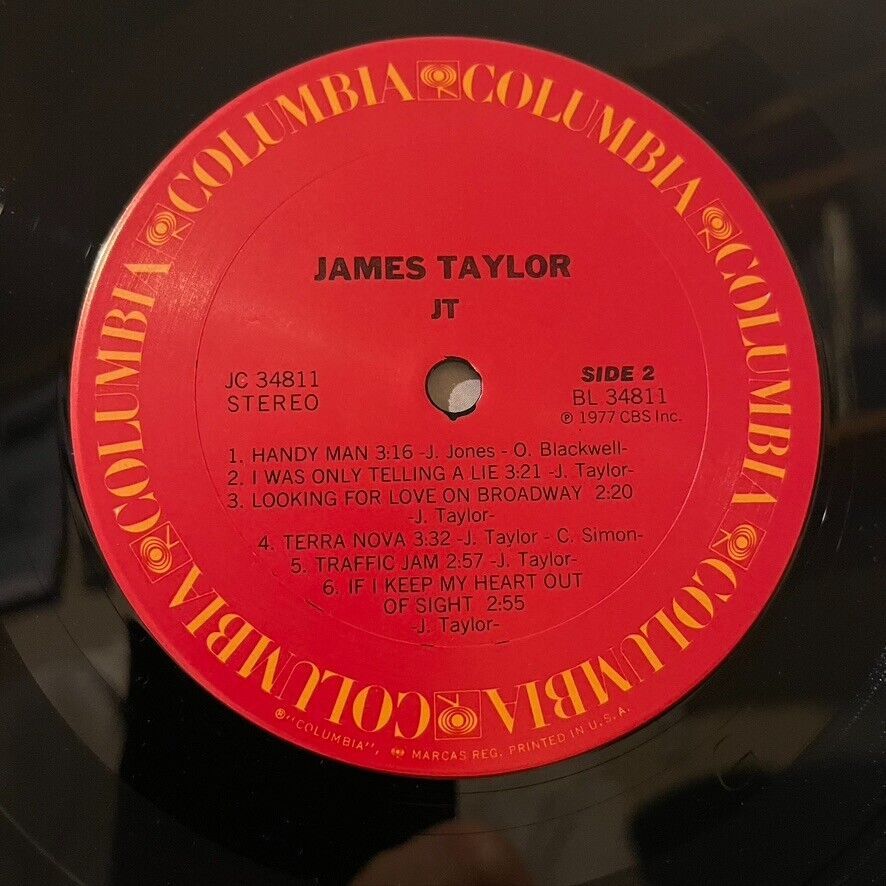 COLUMBIA COLUMBIA COLUMBIA COLUMBIA COLUMBIA COLUMBIA COLUMBIA
JAMES TAYLOR
JT
JC 34811
STEREO
SIDE 2
BL 34811
℗ 1977 CBS Inc.
1. HANDY MAN 3:16 -J. Jones - O. Blackwell-
2. I WAS ONLY TELLING A LIE 3:21 -J. Taylor-
3. LOOKING FOR LOVE ON BROADWAY 2:20
-J. Taylor-
4. TERRA NOVA 3:32 -J. Taylor - C. Simon-
5. TRAFFIC JAM 2:57 -J. Taylor-
6. IF I KEEP MY HEART OUT
OF SIGHT 2:55
-J. Taylor-
®"COLUMBIA", MARCAS REG. PRINTED IN U.S.A.